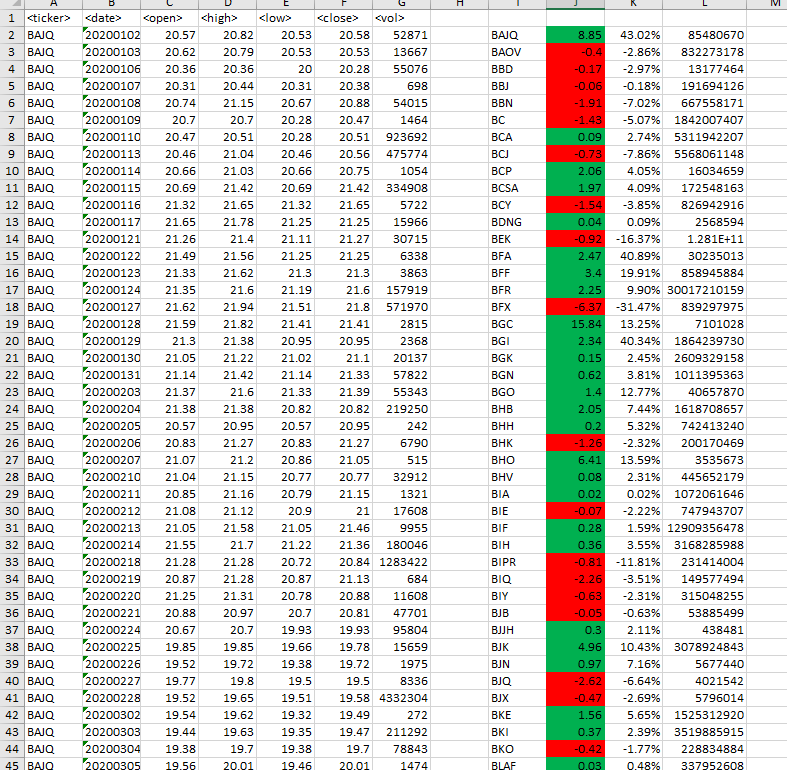 A B C D E F G H I J K L M
1 <ticker> <date> <open> <high> <low> <close> <vol>
2 BAJQ 20200102 20.57 20.82 20.53 20.58 52871 BAJQ 8.85 43.02% 85480670
3 BAJQ 20200103 20.62 20.79 20.53 20.53 13667 BAOV -0.4 -2.86% 832273178
4 BAJQ 20200106 20.36 20.36 20 20.28 55076 BBD -0.17 -2.97% 13177464
5 BAJQ 20200107 20.31 20.44 20.31 20.38 698 BBJ -0.06 -0.18% 191694126
6 BAJQ 20200108 20.74 21.15 20.67 20.88 54015 BBN -1.91 -7.02% 667558171
7 BAJQ 20200109 20.7 20.7 20.28 20.47 1464 BC -1.43 -5.07% 1842007407
8 BAJQ 20200110 20.47 20.51 20.28 20.51 923692 BCA 0.09 2.74% 5311942207
9 BAJQ 20200113 20.46 21.04 20.46 20.56 475774 BCJ -0.73 -7.86% 5568061148
10 BAJQ 20200114 20.66 21.03 20.66 20.75 1054 BCP 2.06 4.05% 16034659
11 BAJQ 20200115 20.69 21.42 20.69 21.42 334908 BCSA 1.97 4.09% 172548163
12 BAJQ 20200116 21.32 21.65 21.32 21.65 5722 BCY -1.54 -3.85% 826942916
13 BAJQ 20200117 21.65 21.78 21.25 21.25 15966 BDNG 0.04 0.09% 2568594
14 BAJQ 20200121 21.26 21.4 21.11 21.27 30715 BEK -0.92 -16.37% 1.281E+11
15 BAJQ 20200122 21.49 21.56 21.25 21.25 6338 BFA 2.47 40.89% 30235013
16 BAJQ 20200123 21.33 21.62 21.3 21.3 3863 BFF 3.4 19.91% 858945884
17 BAJQ 20200124 21.35 21.6 21.19 21.6 157919 BFR 2.25 9.90% 30017210159
18 BAJQ 20200127 21.62 21.94 21.51 21.8 571970 BFX -6.37 -31.47% 839297975
19 BAJQ 20200128 21.59 21.82 21.41 21.41 2815 BGC 15.84 13.25% 7101028
20 BAJQ 20200129 21.3 21.38 20.95 20.95 2368 BGI 2.34 40.34% 1864239730
21 BAJQ 20200130 21.05 21.22 21.02 21.1 20137 BGK 0.15 2.45% 2609329158
22 BAJQ 20200131 21.14 21.42 21.14 21.33 57822 BGN 0.62 3.81% 1011395363
23 BAJQ 20200203 21.37 21.6 21.33 21.39 55343 BGO 1.4 12.77% 40657870
24 BAJQ 20200204 21.38 21.38 20.82 20.82 219250 BHB 2.05 7.44% 1618708657
25 BAJQ 20200205 20.57 20.95 20.57 20.95 242 BHH 0.2 5.32% 742413240
26 BAJQ 20200206 20.83 21.27 20.83 21.27 6790 BHK -1.26 -2.32% 200170469
27 BAJQ 20200207 21.07 21.2 20.86 21.05 515 BHO 6.41 13.59% 3535673
28 BAJQ 20200210 21.04 21.15 20.77 20.77 32912 BHV 0.08 2.31% 445652179
29 BAJQ 20200211 20.85 21.16 20.79 21.15 1321 BIA 0.02 0.02% 1072061646
30 BAJQ 20200212 21.08 21.12 20.9 21 17608 BIE -0.07 -2.22% 747943707
31 BAJQ 20200213 21.05 21.58 21.05 21.46 9955 BIF 0.28 1.59% 12909356478
32 BAJQ 20200214 21.55 21.7 21.22 21.36 180046 BIH 0.36 3.55% 3168285988
33 BAJQ 20200218 21.28 21.28 20.72 20.84 1283422 BIPR -0.81 -11.81% 231414004
34 BAJQ 20200219 20.87 21.28 20.87 21.13 684 BIQ -2.26 -3.51% 149577494
35 BAJQ 20200220 21.25 21.31 20.78 20.88 11608 BIY -0.63 -2.31% 315048255
36 BAJQ 20200221 20.88 20.97 20.7 20.81 47701 BJB -0.05 -0.63% 53885499
37 BAJQ 20200224 20.67 20.7 19.93 19.93 95804 BJJH 0.3 2.11% 438481
38 BAJQ 20200225 19.85 19.85 19.66 19.78 15659 BJK 4.96 10.43% 3078924843
39 BAJQ 20200226 19.52 19.72 19.38 19.72 1975 BJN 0.97 7.16% 5677440
40 BAJQ 20200227 19.77 19.8 19.5 19.5 8336 BJQ -2.52 -6.64% 4021542
41 BAJQ 20200228 19.52 19.65 19.51 19.58 4332304 BJX -0.47 -2.69% 5796014
42 BAJQ 20200302 19.54 19.62 19.32 19.49 272 BKE 1.56 5.65% 1525312920
43 BAJQ 20200303 19.44 19.63 19.35 19.47 211292 BKI 0.37 2.39% 3519885915
44 BAJQ 20200304 19.38 19.7 19.38 19.7 78843 BKO -0.42 -1.77% 228834884
45 BAJQ 20200305 19.56 20.01 19.46 20.01 1474 BLAF 0.03 0.48% 337952608